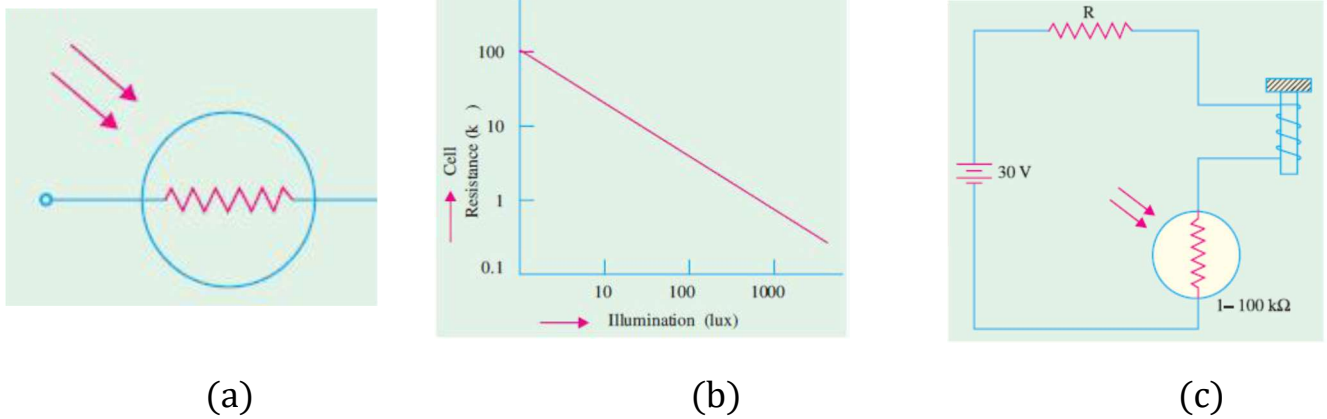 100
10
1
0.1
Cell
Resistance (k )
10 100 1000
Illumination (lux)
R
30 V
1– 100 kΩ
(a) (b) (c)